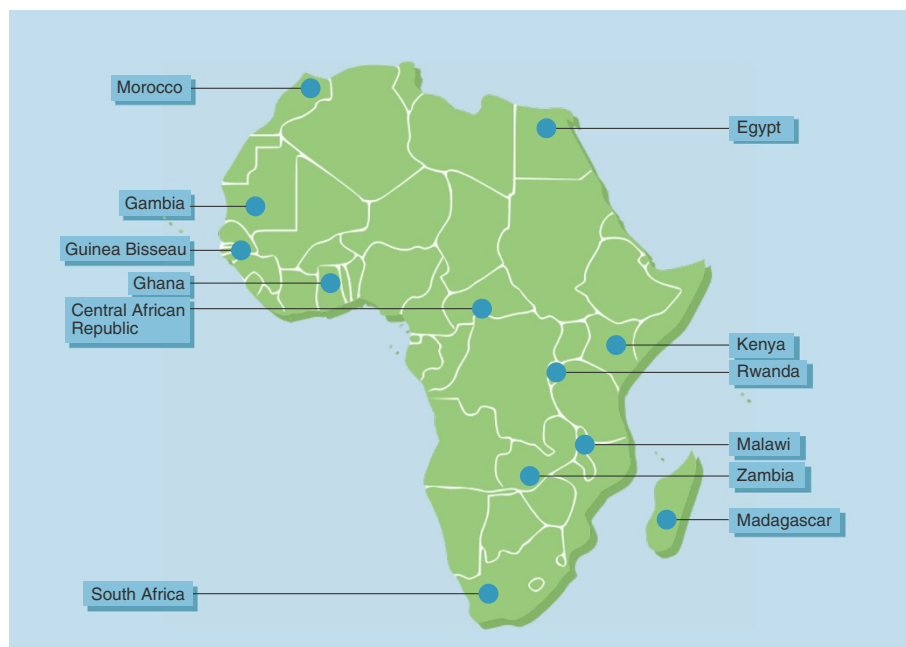 Morocco
Egypt
Gambia
Guinea Bisseau
Ghana
Central African
Republic
Kenya
Rwanda
Malawi
Zambia
Madagascar
South Africa